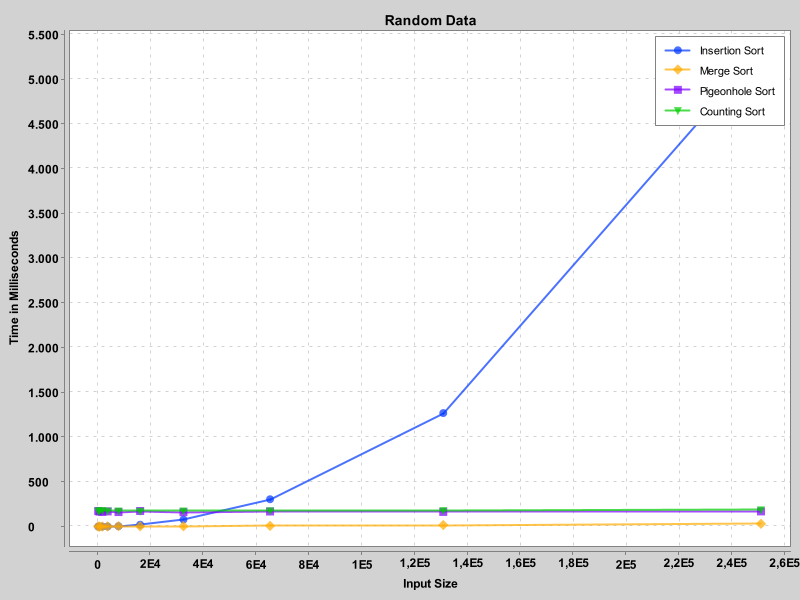 Random Data
5.500
5.000
4.500
4.000
3.500
3.000
2.500
2.000
1.500
1.000
500
0
Time in Milliseconds
Insertion Sort
Merge Sort
Pigeonhole Sort
Counting Sort
0 2E4 4E4 6E4 8E4 1E5 1,2E5 1,4E5 1,6E5 1,8E5 2E5 2,2E5 2,4E5 2,6E5
Input Size